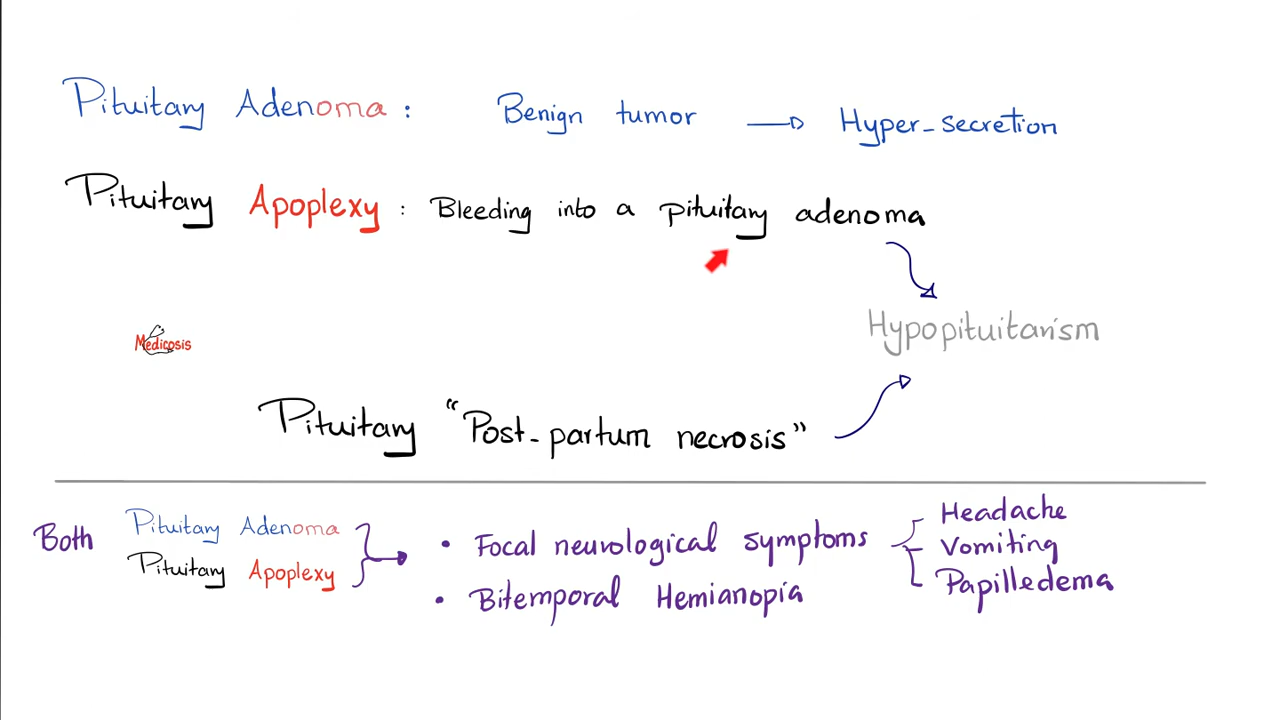 Pituitary Adenoma : Benign tumor → Hyper-secretion
Pituitary Apoplexy : Bleeding into a pituitary adenoma
Hypopituitarism
Medicosis
Pituitary "Post-partum necrosis"
Both Pituitary Adenoma
Pituitary Apoplexy
• Focal neurological symptoms
Headache
Vomiting
Papilledema
• Bitemporal Hemianopia